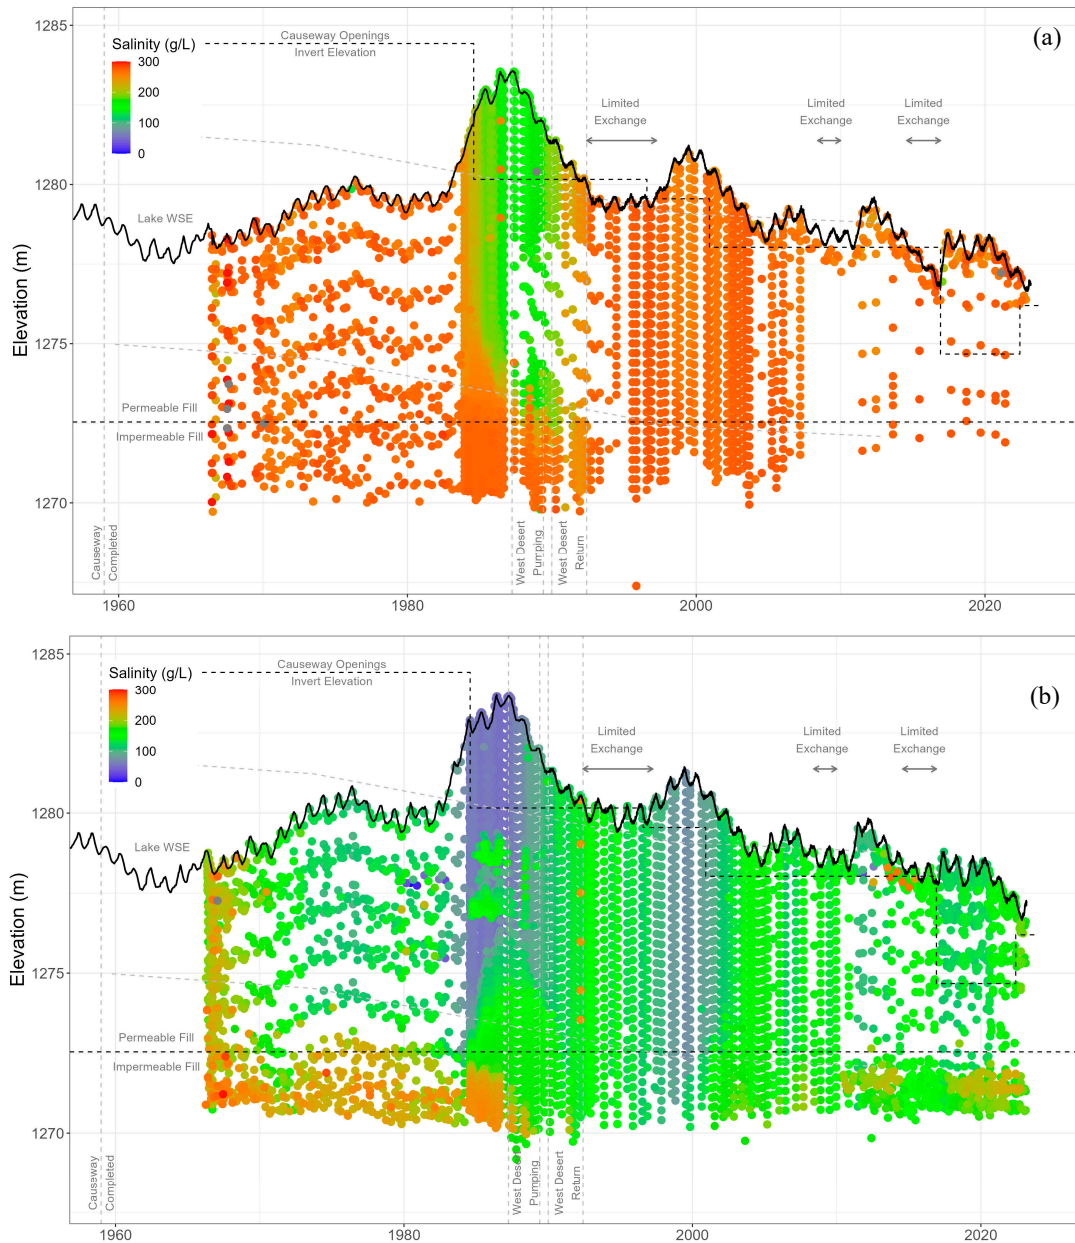 (a)
1285
Causeway Openings
Invert Elevation
Salinity (g/L)
300
200
100
0
Limited
Exchange
Limited
Exchange
Limited
Exchange
1280
Lake WSE
Elevation (m)
1275
Permeable Fill
Impermeable Fill
1270
Causeway
Completed
West Desert
Pumping
West Desert
Return
1960
1980
2000
2020
(b)
1285
Causeway Openings
Invert Elevation
Salinity (g/L)
300
200
100
0
Limited
Exchange
Limited
Exchange
Limited
Exchange
1280
Lake WSE
Elevation (m)
1275
Permeable Fill
Impermeable Fill
1270
Causeway
Completed
West Desert
Pumping
West Desert
Return
1960
1980
2000
2020